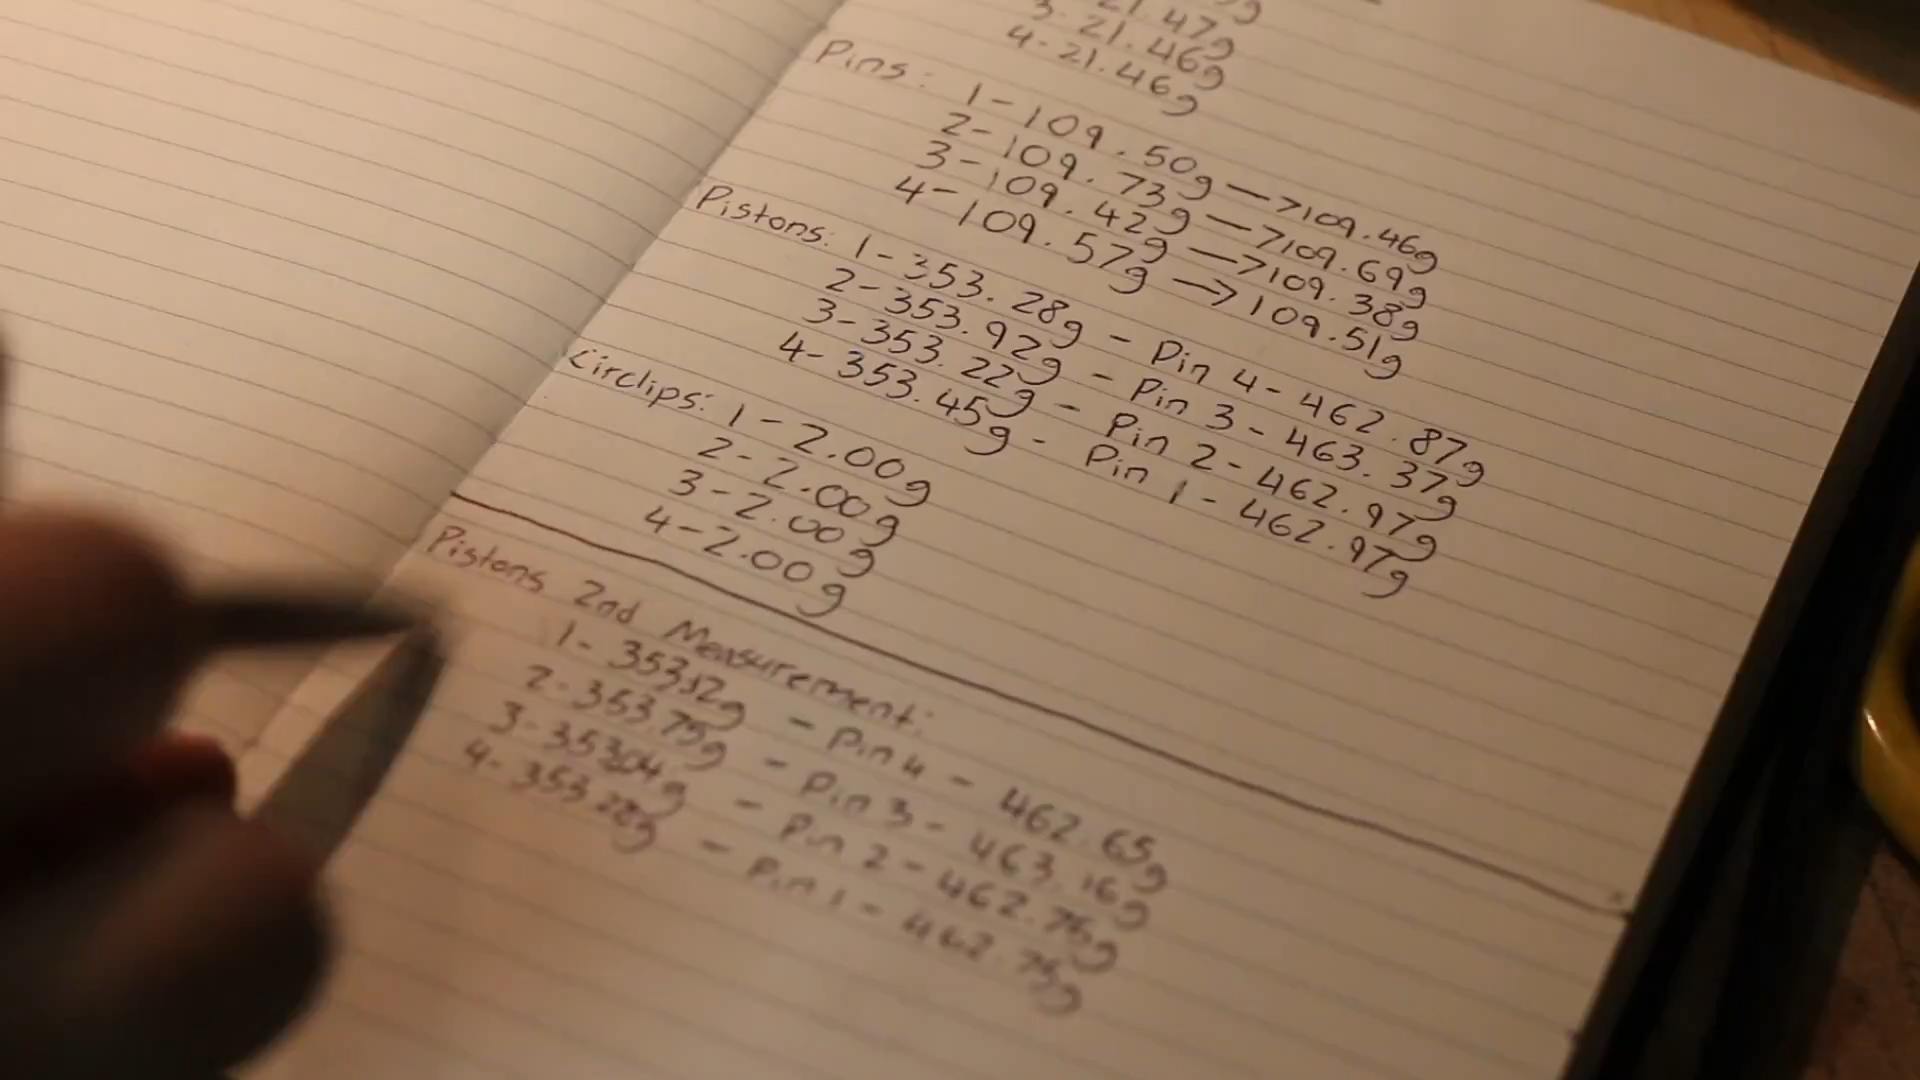 21.47g
3-21.46g
4-21.46g
Pins: 1-109.50g → 109.46g
2-109.73g → 109.69g
3-109.42g → 109.38g
4-109.57g → 109.51g
Pistons: 1-353.28g - Pin 4 - 462.87g
2-353.92g - Pin 3 - 463.37g
3-353.22g - Pin 2 - 462.97g
4-353.45g - Pin 1 - 462.97g
Circlips: 1-2.00g
2-2.00g
3-2.00g
4-2.00g
Pistons 2nd Measurement:
1- - Pin 4 - 462.65g
2-353.75g - Pin 3 - 463.16g
3-353.04g - Pin 2 - 462.75g
4-353.28g - Pin 1 - 462.75g